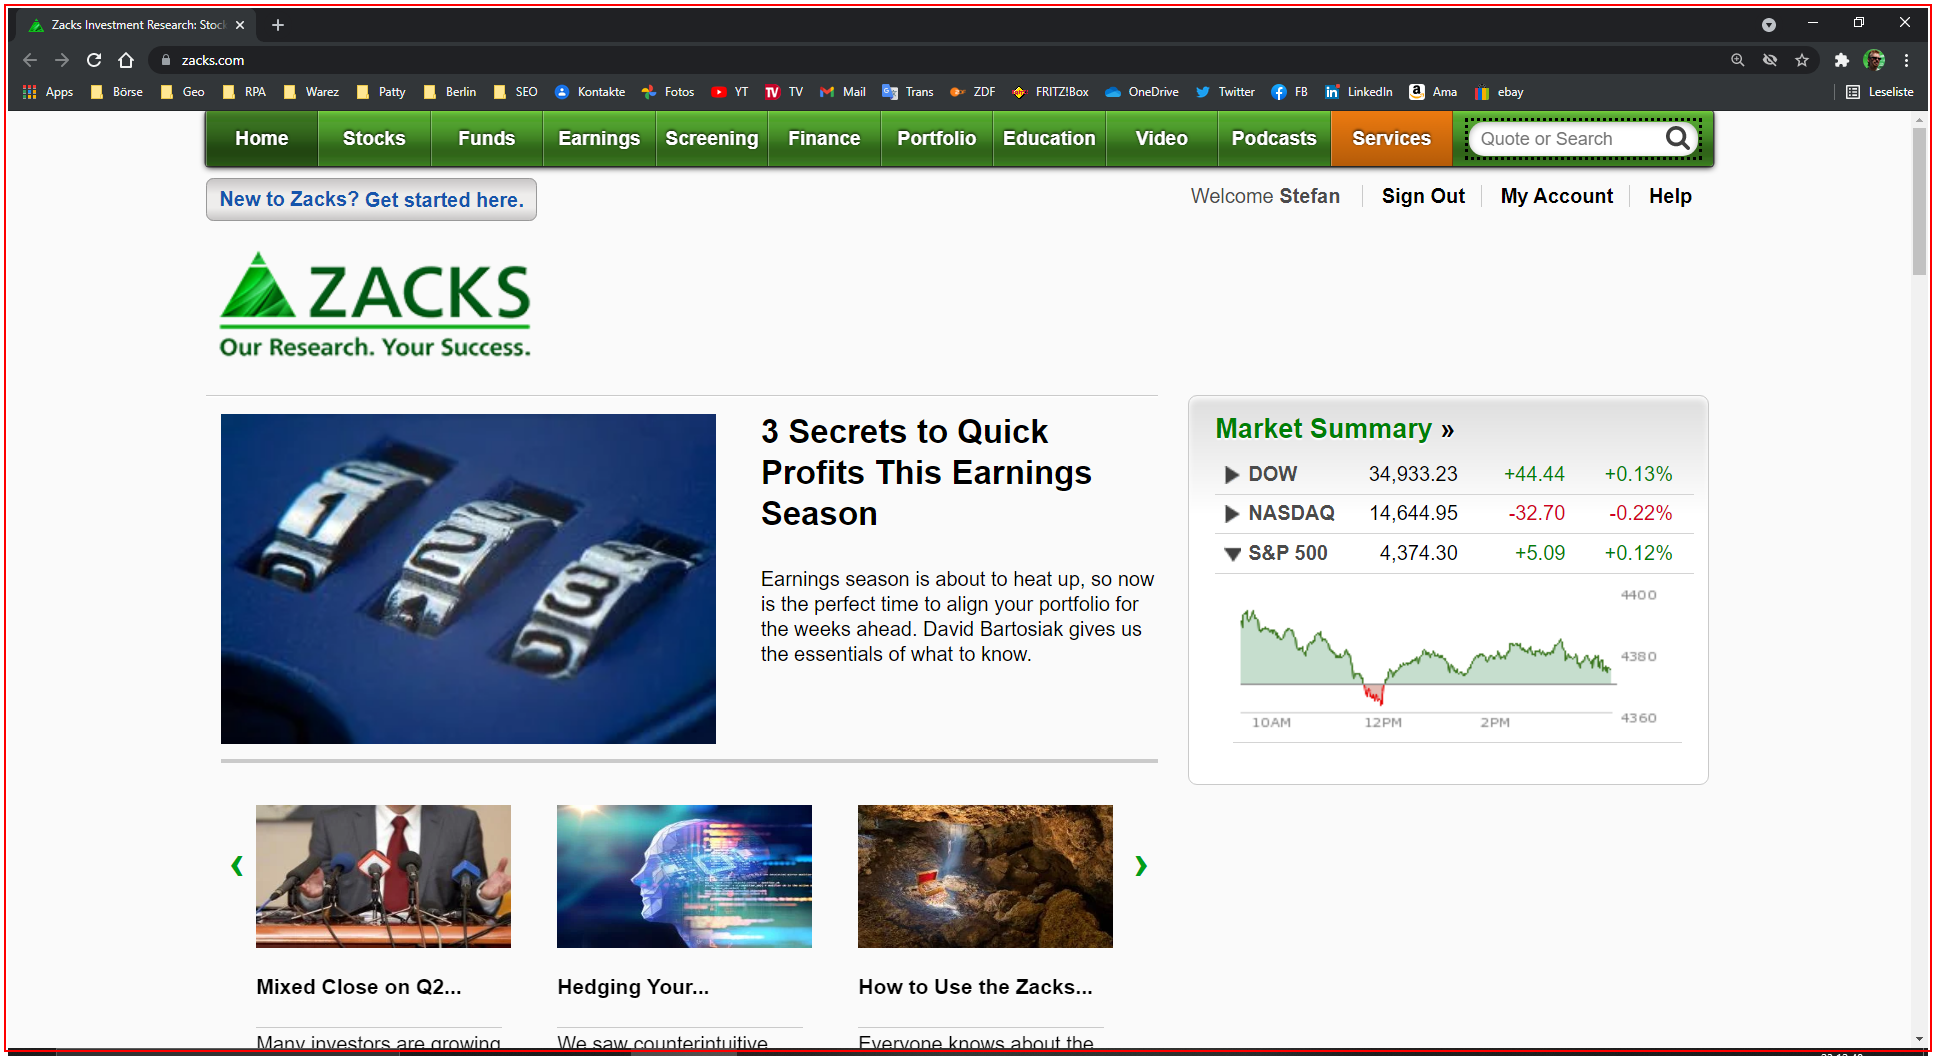 Zacks Investment Research: Stoc
zacks.com
Apps Börse Geo RPA Warez Patty Berlin SEO Kontakte Fotos YT TV Mail Trans ZDF FRITZ!Box OneDrive Twitter FB LinkedIn Ama ebay Leseliste
Home Stocks Funds Earnings Screening Finance Portfolio Education Video Podcasts Services Quote or Search
New to Zacks? Get started here.
Welcome Stefan Sign Out My Account Help
ZACKS
Our Research. Your Success.
3 Secrets to Quick
Profits This Earnings
Season
Earnings season is about to heat up, so now
is the perfect time to align your portfolio for
the weeks ahead. David Bartosiak gives us
the essentials of what to know.
Market Summary »
DOW 34,933.23 +44.44 +0.13%
NASDAQ 14,644.95 -32.70 -0.22%
S&P 500 4,374.30 +5.09 +0.12%
4400
4380
4360
10AM 12PM 2PM
Mixed Close on Q2...
Many investors are growing
Hedging Your...
We saw counterintuitive
How to Use the Zacks...
Everyone knows about the